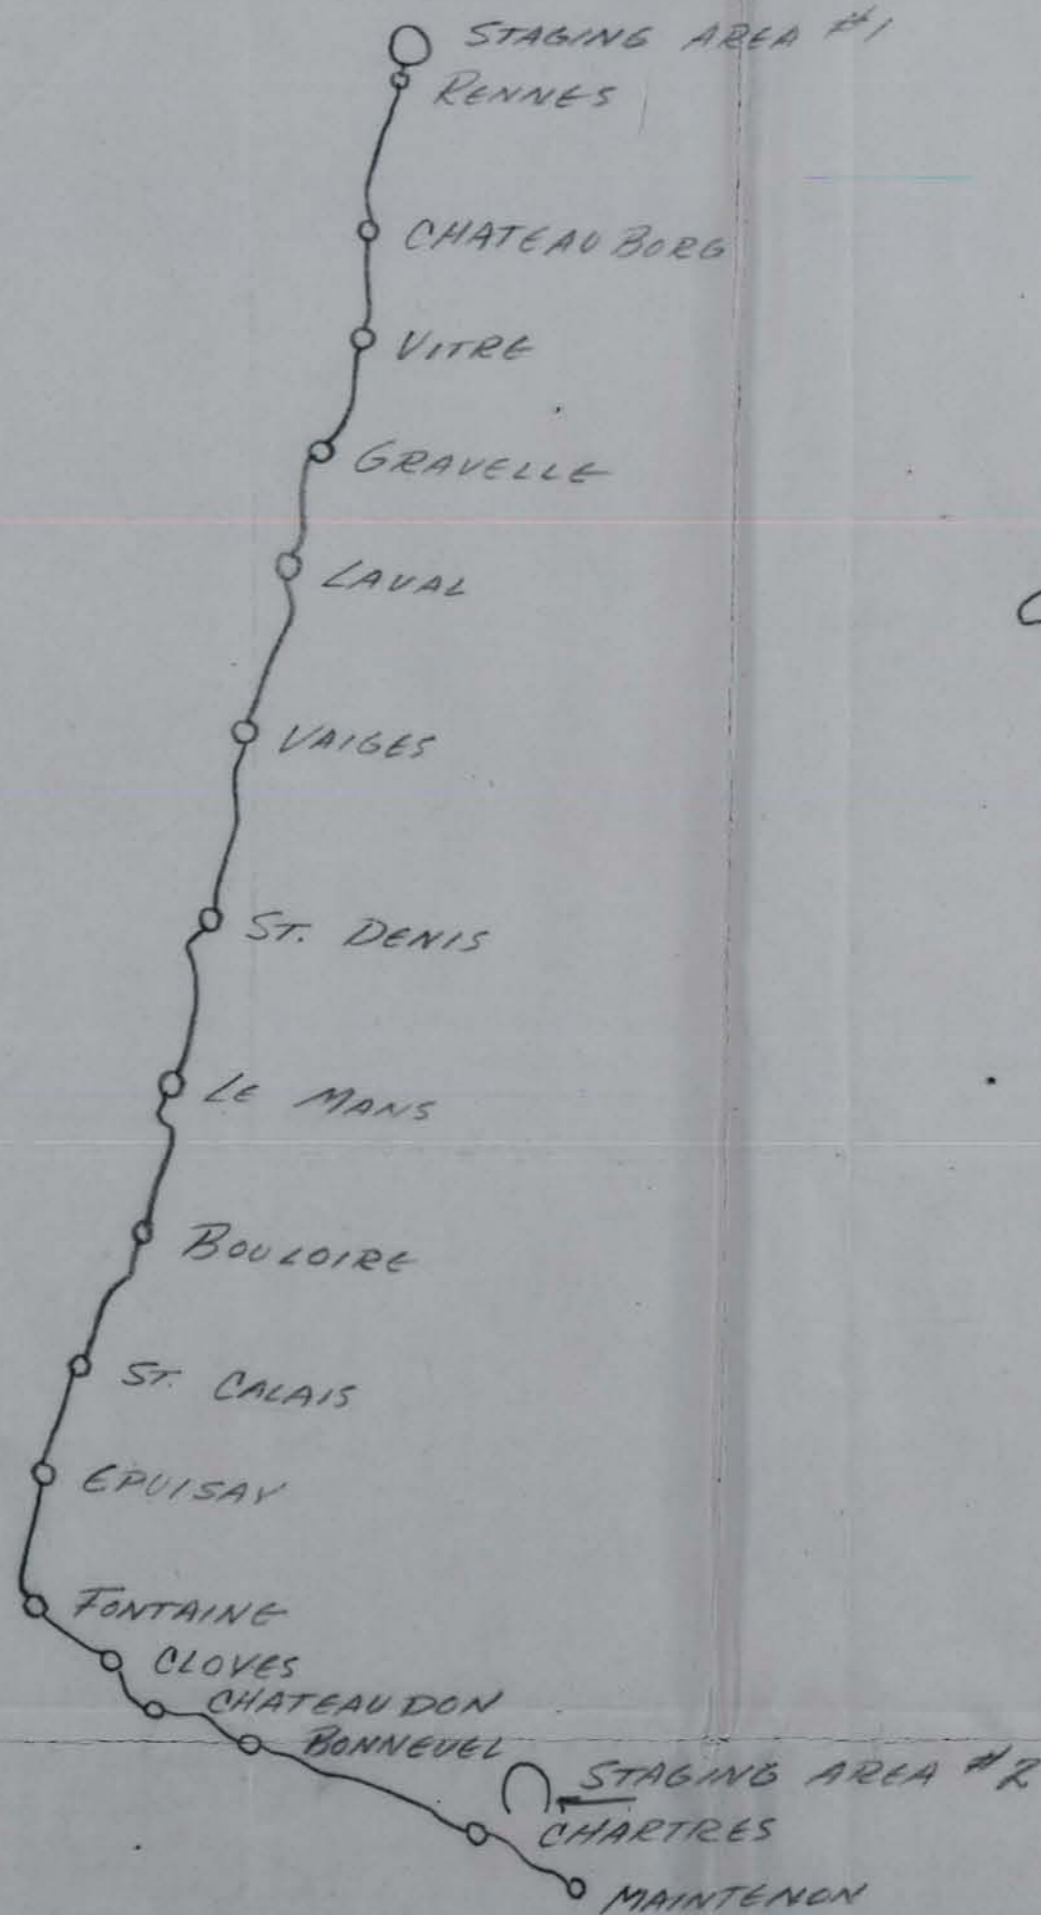 STAGING AREA #1
RENNES
CHATEAU BORG
VITRE
GRAVELLE
LAVAL
VAIGES
ST. DENIS
LE MANS
BOULOIRE
ST. CALAIS
EPUISAY
FONTAINE
CLOVES
CHATEAU DON
BONNEVEL
STAGING AREA #2
CHARTRES
MAINTENON